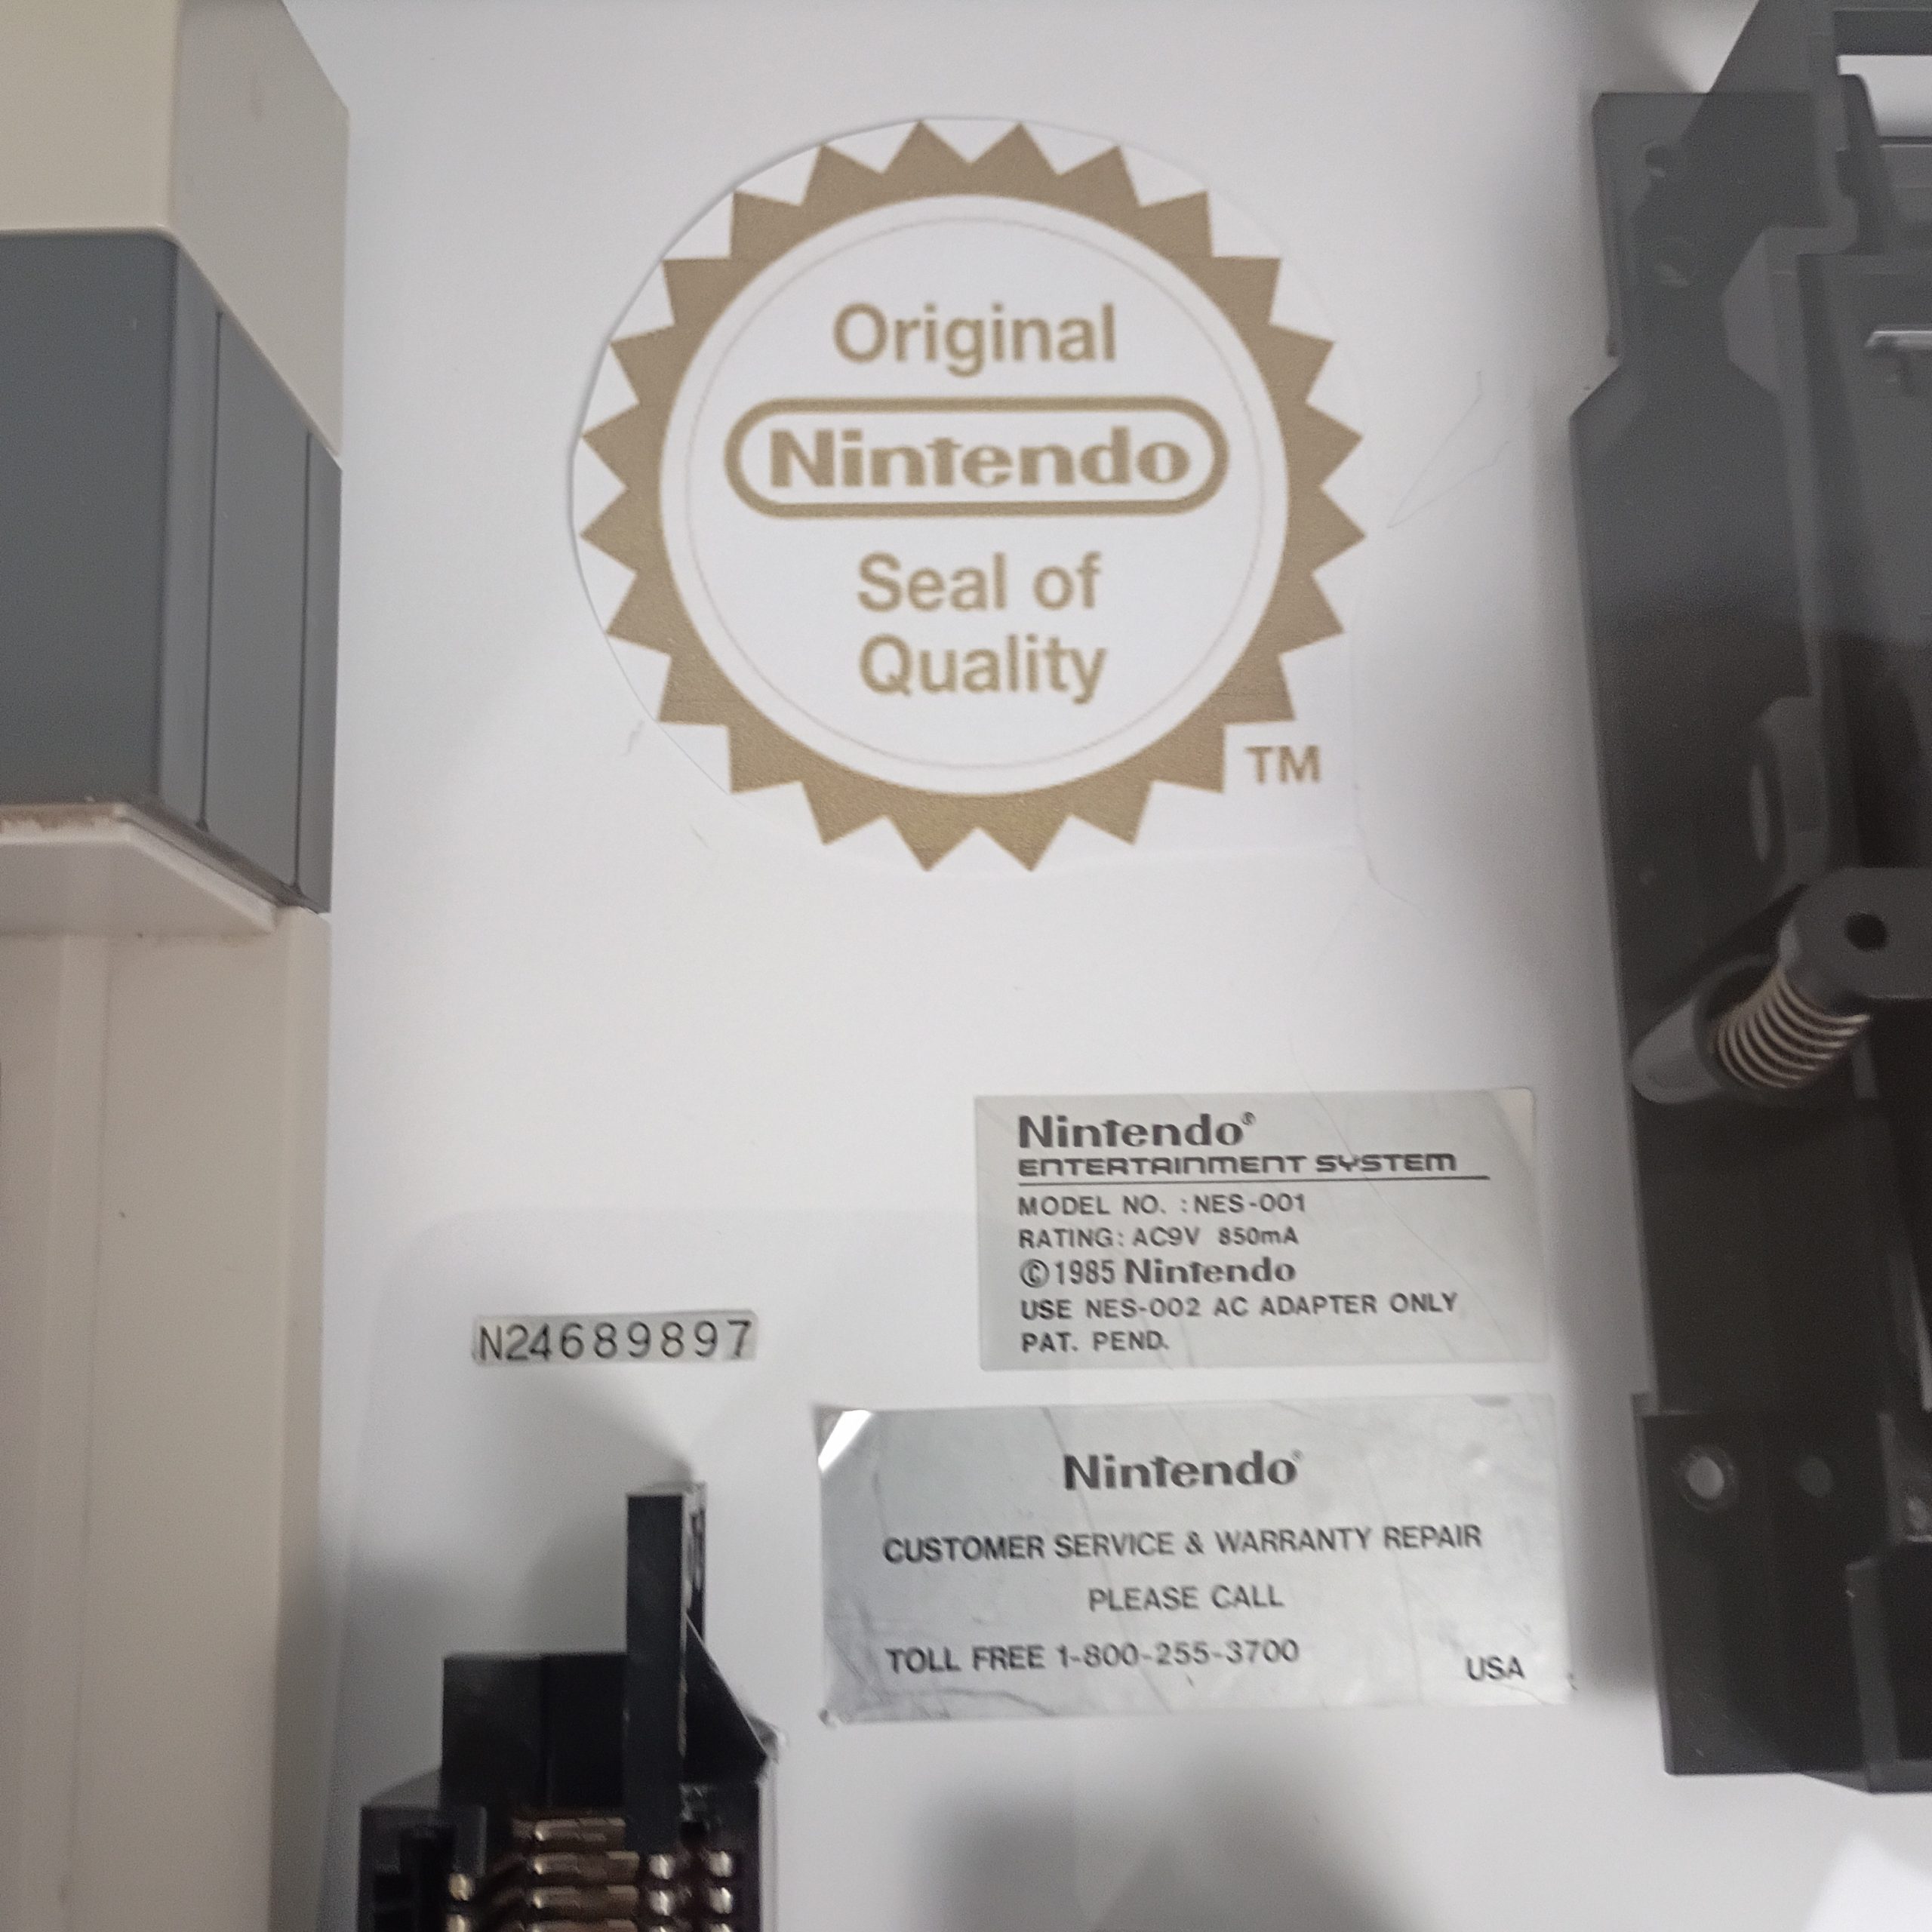 Original
Nintendo
Seal of
Quality
TM
Nintendo®
ENTERTAINMENT SYSTEM
MODEL NO. : NES-001
RATING: AC9V 850mA
©1985 Nintendo
USE NES-002 AC ADAPTER ONLY
PAT. PEND.
N24689897
Nintendo®
CUSTOMER SERVICE & WARRANTY REPAIR
PLEASE CALL
TOLL FREE 1-800-255-3700
USA